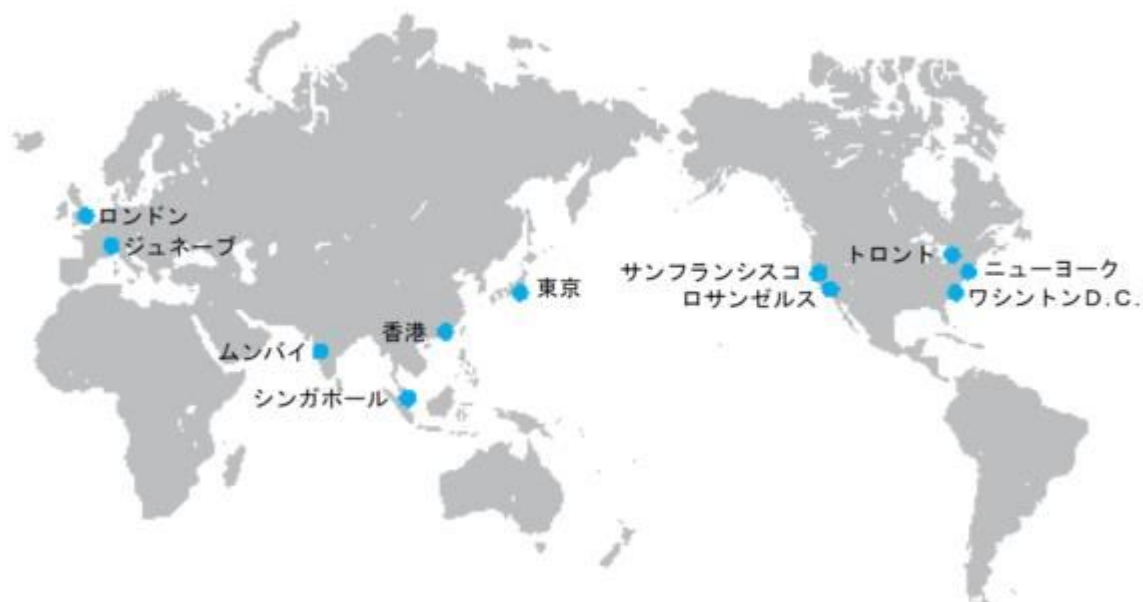 ロンドン
ジュネーブ
東京
香港
ムンバイ
シンガポール
トロント
サンフランシスコ
ニューヨーク
ロサンゼルス
ワシントンD.C.